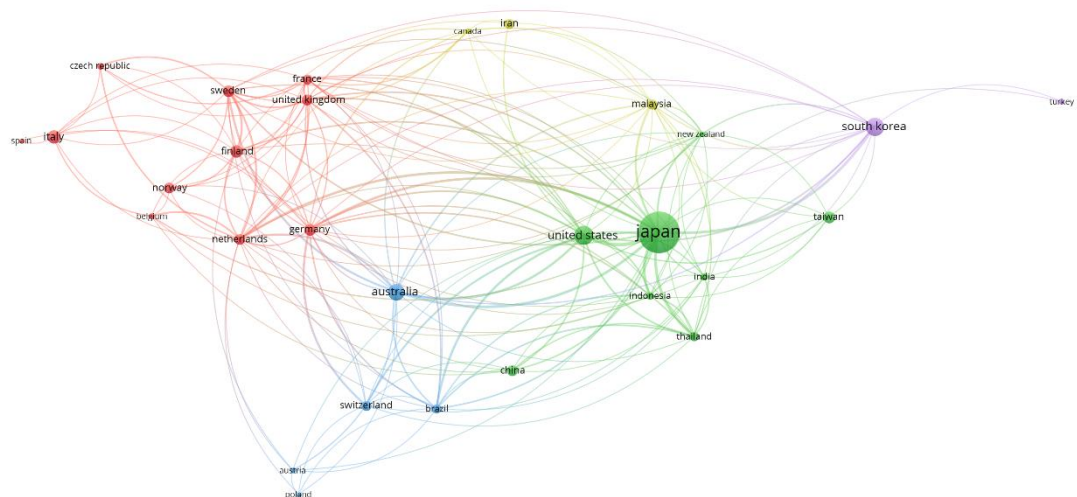 canada
iran
czech republic
france
sweden
united kingdom
turkey
malaysia
south korea
new zealand
spain
italy
finland
norway
belgium
taiwan
germany
netherlands
united states
japan
india
australia
indonesia
thailand
china
switzerland
brazil
austria
poland